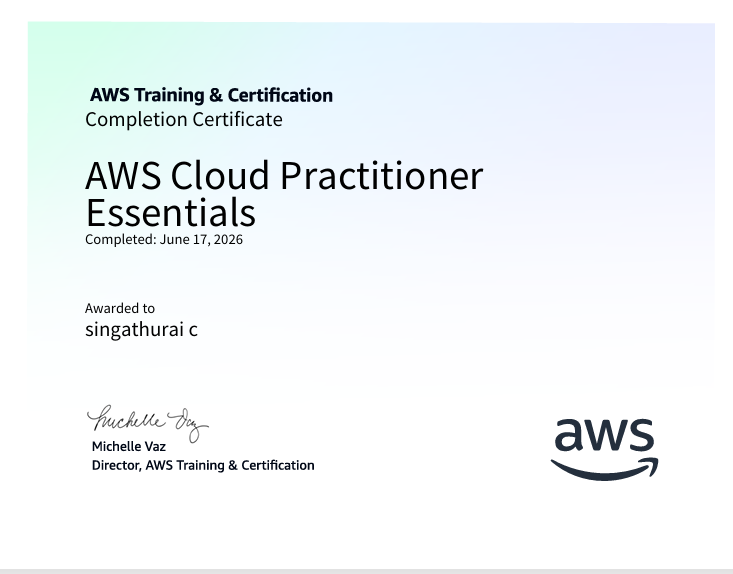 AWS Training & Certification
Completion Certificate
AWS Cloud Practitioner
Essentials
Completed: June 17, 2026
Awarded to
singathurai c
Michelle Vaz
Michelle Vaz
Director, AWS Training & Certification
aws